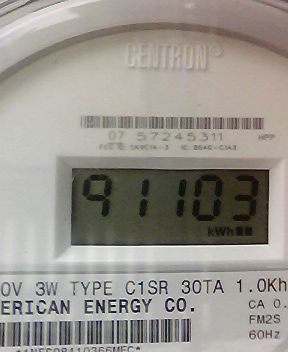 CENTRON®
07 57245311 HPP
91103
kWh
0V 3W TYPE C1SR 30TA 1.0Kh
ERICAN ENERGY CO. CA 0.
FM2S
60Hz